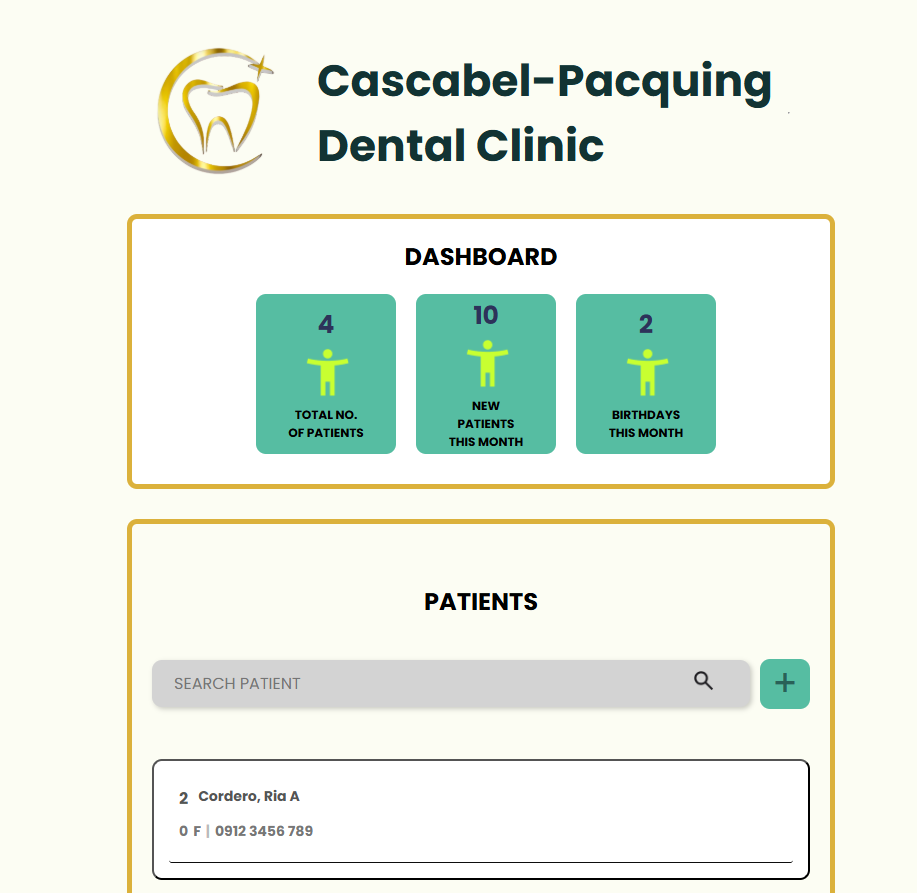 Cascabel-Pacquing
Dental Clinic
DASHBOARD
4
TOTAL NO.
OF PATIENTS
10
NEW
PATIENTS
THIS MONTH
2
BIRTHDAYS
THIS MONTH
PATIENTS
SEARCH PATIENT
+
2 Cordero, Ria A
0 F | 0912 3456 789